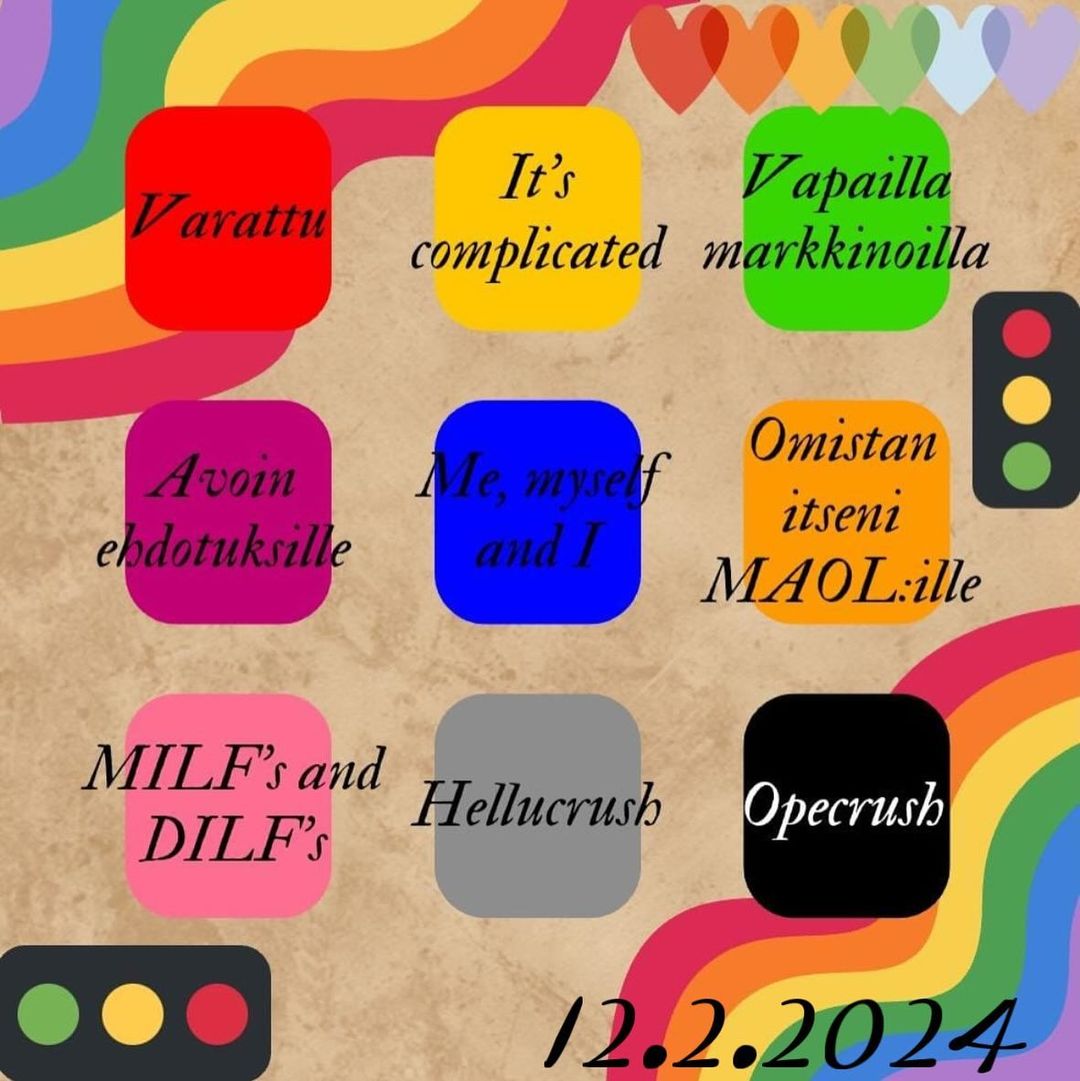 Varattu
It's
complicated
Vapailla
markkinoilla
Avoin
ehdotuksille
Me, myself
and I
Omistan
itseni
MAOL:ille
MILF's and
DILF's
Hellucrush
Opecrush
12.2.2024